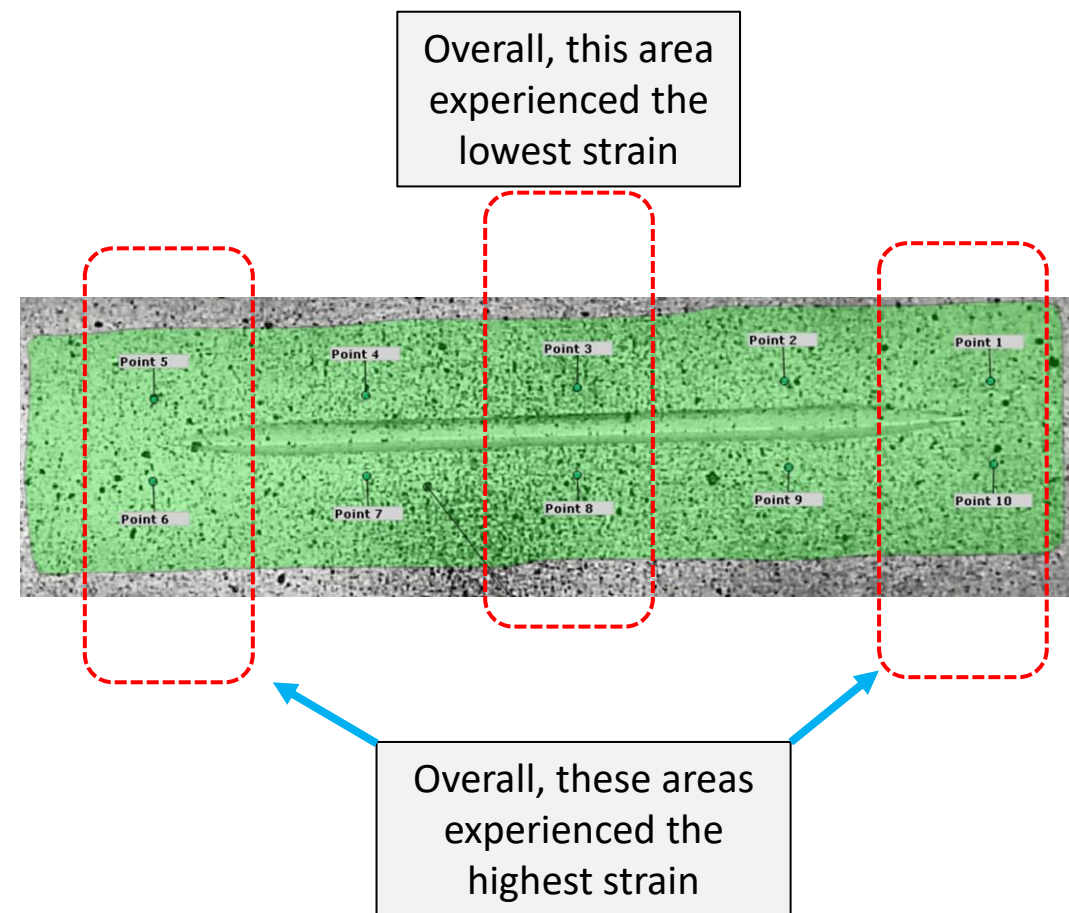 Overall, this area
experienced the
lowest strain
Point 5
Point 4
Point 3
Point 2
Point 1
Point 6
Point 7
Point 8
Point 9
Point 10
Overall, these areas
experienced the
highest strain